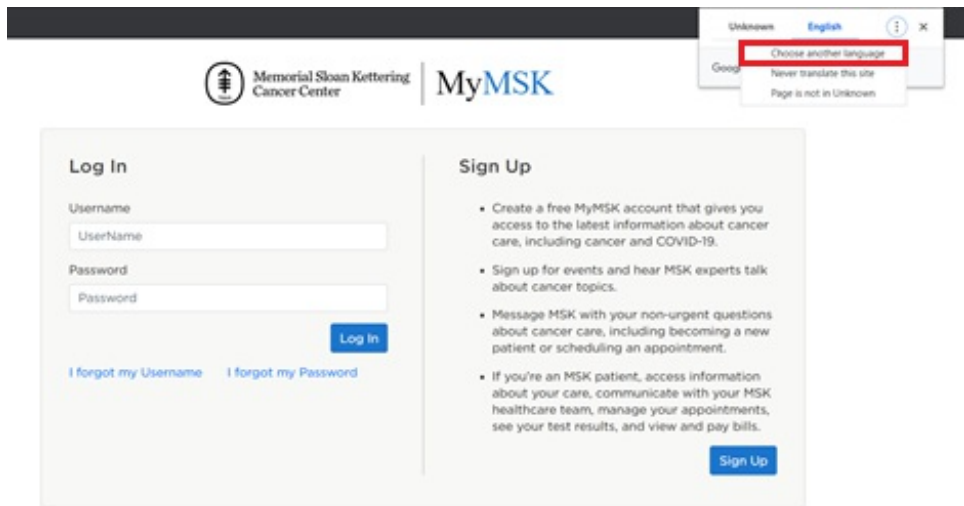 Unknown English
Choose another language
Never translate this site
Page is not in Unknown
Goog
Memorial Sloan Kettering
Cancer Center
MyMSK
Log In
Username
UserName
Password
Password
Log In
I forgot my Username I forgot my Password
Sign Up
• Create a free MyMSK account that gives you
access to the latest information about cancer
care, including cancer and COVID-19.
• Sign up for events and hear MSK experts talk
about cancer topics.
• Message MSK with your non-urgent questions
about cancer care, including becoming a new
patient or scheduling an appointment.
• If you're an MSK patient, access information
about your care, communicate with your MSK
healthcare team, manage your appointments,
see your test results, and view and pay bills.
Sign Up